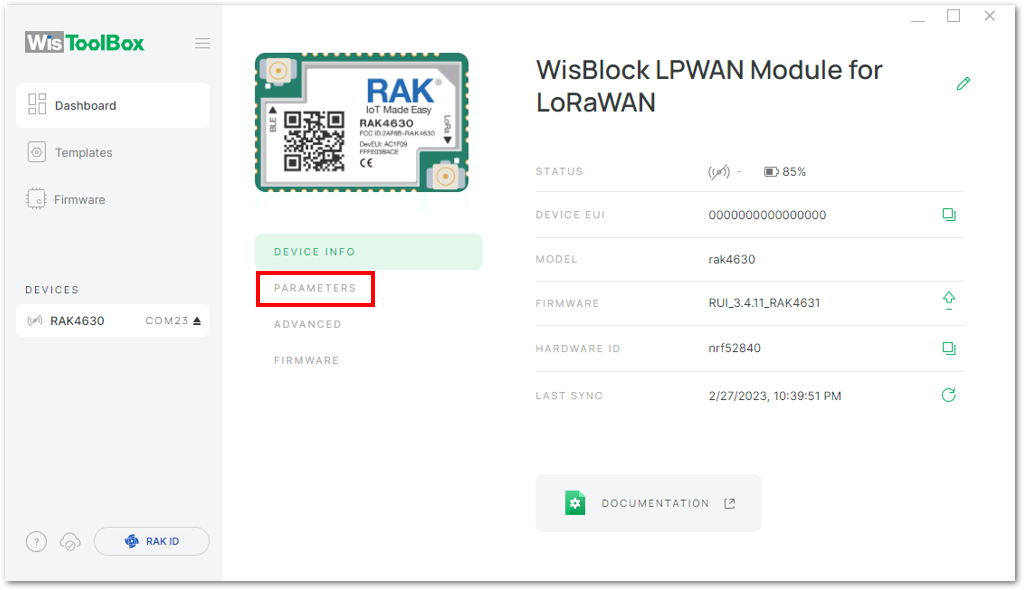 WisToolBox
Dashboard
Templates
Firmware
DEVICES
RAK4630 COM23
?
RAK ID
RAK®
IoT Made Easy
RAK4630
FCC ID:2AF6B-RAK4630
DevEUI: AC1F09
FFFE03BACE
CE
BLE
LoRa
DEVICE INFO
PARAMETERS
ADVANCED
FIRMWARE
WisBlock LPWAN Module for
LoRaWAN
STATUS - 85%
DEVICE EUI 0000000000000000
MODEL rak4630
FIRMWARE RUI_3.4.11_RAK4631
HARDWARE ID nrf52840
LAST SYNC 2/27/2023, 10:39:51 PM
DOCUMENTATION